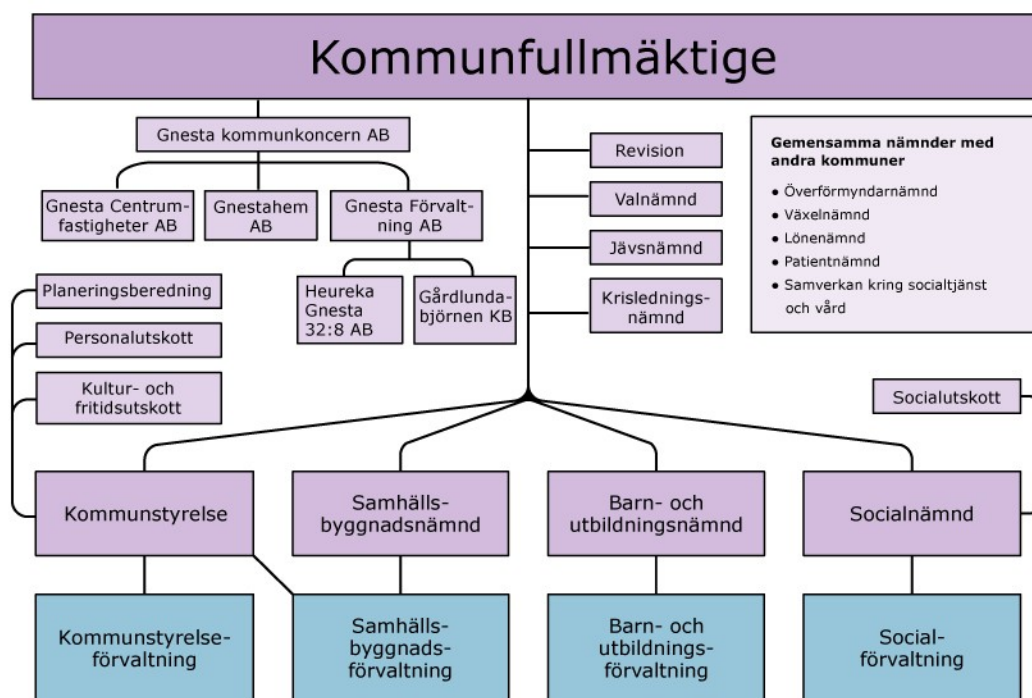 Kommunfullmäktige
Gnesta kommunkoncern AB
Gnesta Centrum-
fastigheter AB
Gnestahem
AB
Gnesta Förvalt-
ning AB
Heureka
Gnesta
32:8 AB
Gårdlunda-
björnen KB
Revision
Valnämnd
Jävsnämnd
Krislednings-
nämnd
Gemensamma nämnder med
andra kommuner
• Överförmyndarnämnd
• Växelnämnd
• Lönenämnd
• Patientnämnd
• Samverkan kring socialtjänst
och vård
Planeringsberedning
Personalutskott
Kultur- och
fritidsutskott
Socialutskott
Kommunstyrelse
Samhälls-
byggnadsnämnd
Barn- och
utbildningsnämnd
Socialnämnd
Kommunstyrelse-
förvaltning
Samhälls-
byggnads-
förvaltning
Barn- och
utbildnings-
förvaltning
Social-
förvaltning